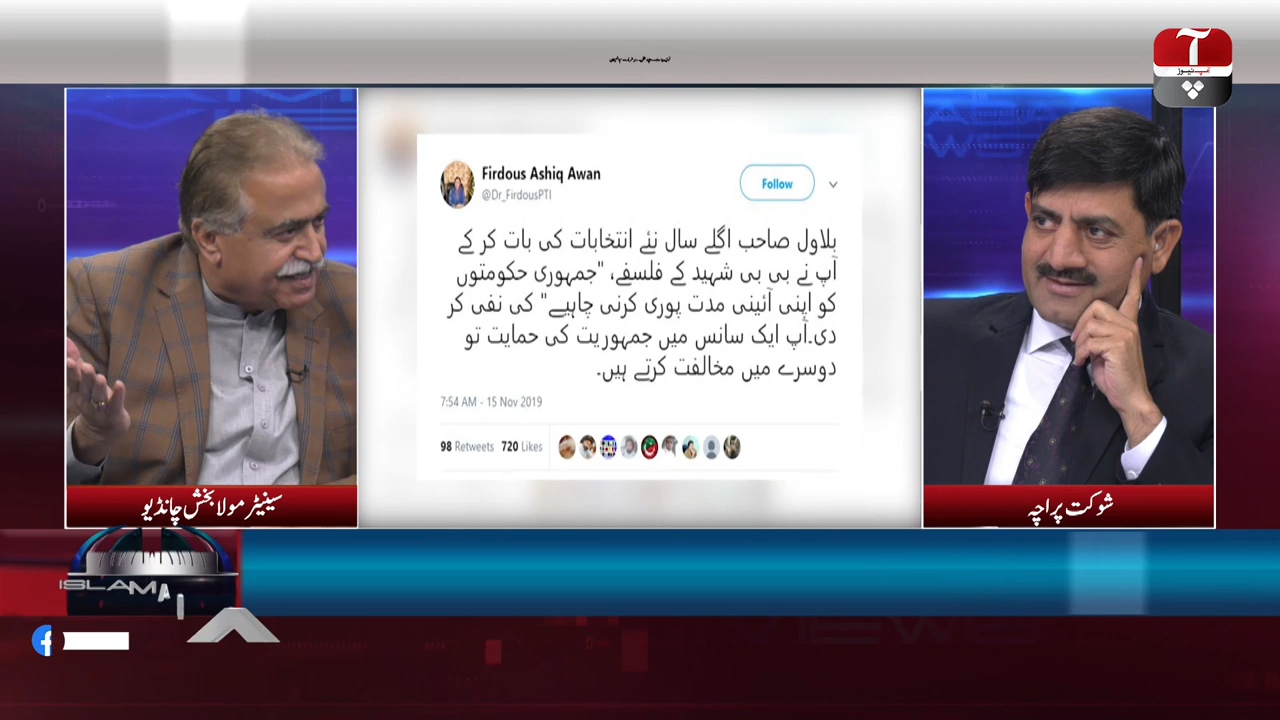 آپ نیوز
Firdous Ashiq Awan
@Dr_FirdousPTI
Follow
بلاول صاحب اگلے سال نئے انتخابات کی بات کر کے
آپ نے بی بی شہید کے فلسفے، "جمہوری حکومتوں
کو اپنی آئینی مدت پوری کرنی چاہیے" کی نفی کر
دی۔آپ ایک سانس میں جمہوریت کی حمایت تو
دوسرے میں مخالفت کرتے ہیں۔
7:54 AM - 15 Nov 2019
98 Retweets 720 Likes
سینیٹر مولا بخش چانڈیو
شوکت پراچہ
ISLAMA